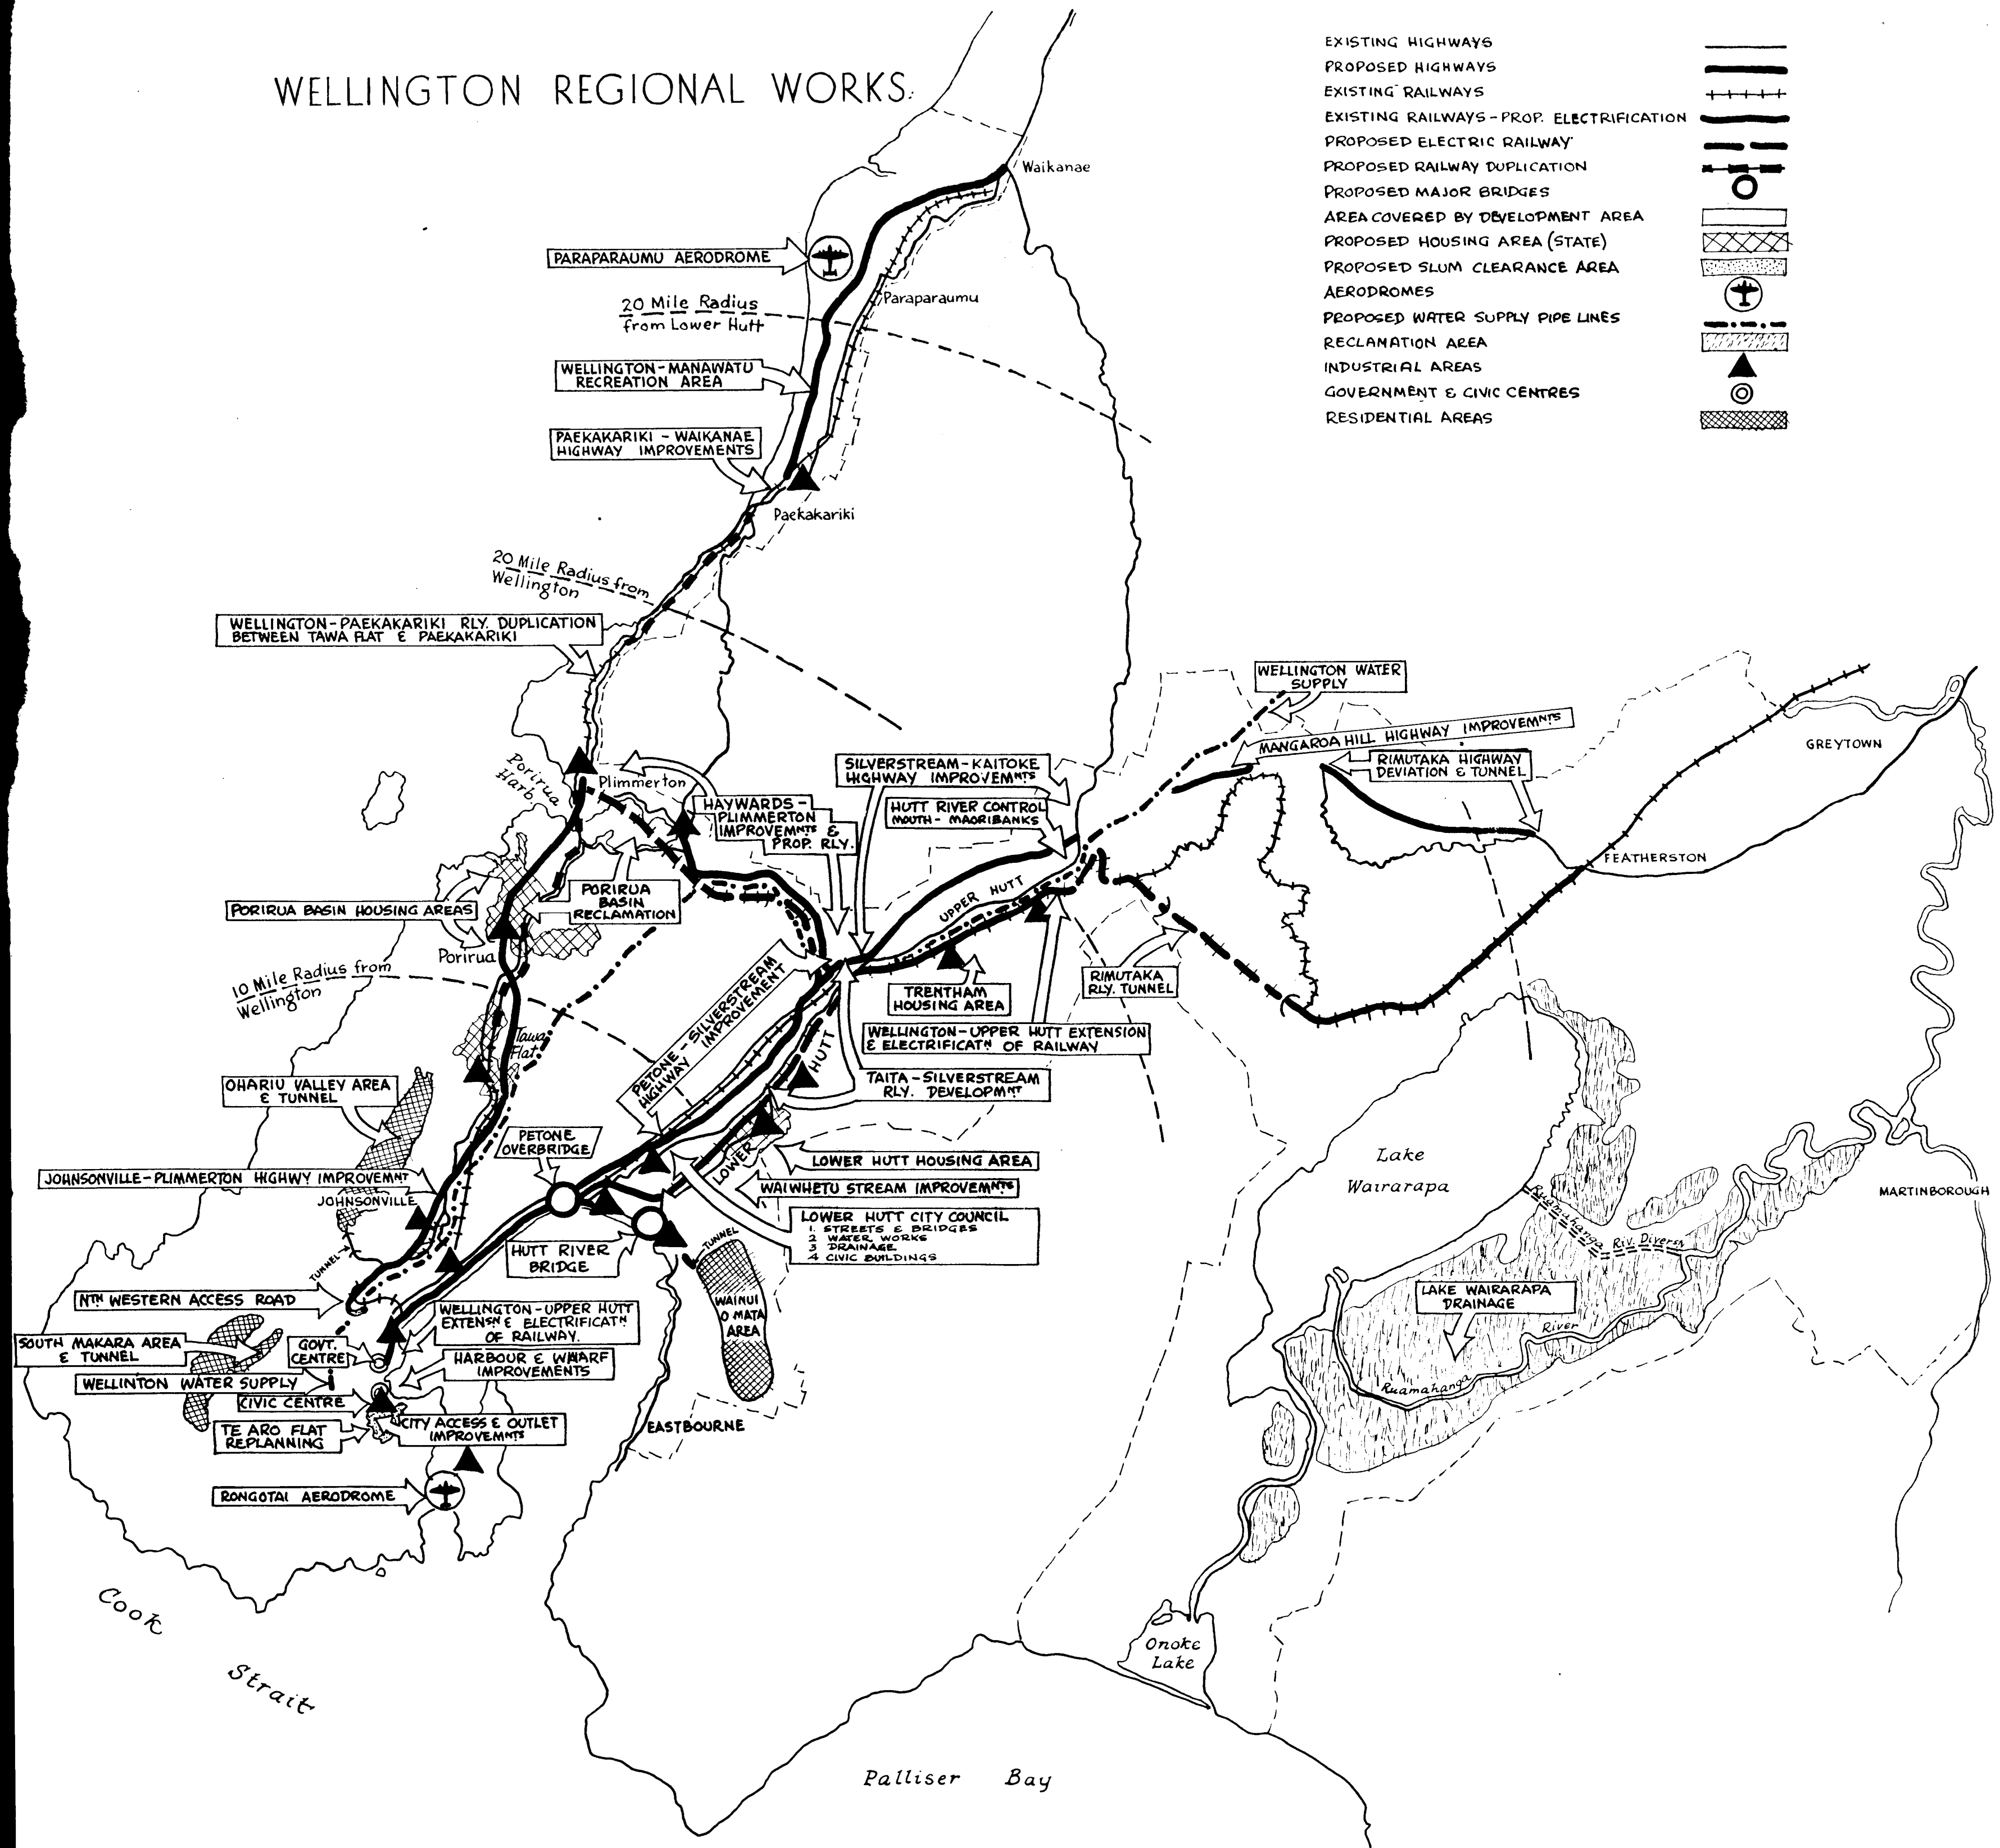 WELLINGTON REGIONAL WORKS.
EXISTING HIGHWAYS
PROPOSED HIGHWAYS
EXISTING RAILWAYS
EXISTING RAILWAYS-PROP. ELECTRIFICATION
PROPOSED ELECTRIC RAILWAY
PROPOSED RAILWAY DUPLICATION
PROPOSED MAJOR BRIDGES
AREA COVERED BY DEVELOPMENT AREA
PROPOSED HOUSING AREA (STATE)
PROPOSED SLUM CLEARANCE AREA
AERODROMES
PROPOSED WATER SUPPLY PIPE LINES
RECLAMATION AREA
INDUSTRIAL AREAS
GOVERNMENT & CIVIC CENTRES
RESIDENTIAL AREAS
Waikanae
PARAPARAUMU AERODROME
Paraparaumu
20 Mile Radius
from Lower Hutt
WELLINGTON-MANAWATU
RECREATION AREA
PAEKAKARIKI - WAIKANAE
HIGHWAY IMPROVEMENTS
Paekakariki
20 Mile Radius from
Wellington
WELLINGTON-PAEKAKARIKI RLY. DUPLICATION
BETWEEN TAWA FLAT & PAEKAKARIKI
WELLINGTON WATER
SUPPLY
MANGAROA HILL HIGHWAY IMPROVEMNTS
RIMUTAKA HIGHWAY
DEVIATION & TUNNEL
GREYTOWN
Porirua
Harb.
Plimmerton
SILVERSTREAM-KAITOKE
HIGHWAY IMPROVEMNTS
HAYWARDS-
PLIMMERTON
IMPROVEMNTS &
PROP. RLY.
HUTT RIVER CONTROL
MOUTH- MAORIBANKS
FEATHERSTON
UPPER HUTT
PORIRUA
BASIN
RECLAMATION
PORIRUA BASIN HOUSING AREAS
Porirua
10 Mile Radius from
Wellington
PETONE-SILVERSTREAM
HIGHWAY IMPROVEMENT
TRENTHAM
HOUSING AREA
RIMUTAKA
RLY. TUNNEL
WELLINGTON-UPPER HUTT EXTENSION
& ELECTRIFICATN OF RAILWAY
Tawa
Flat
TAITA-SILVERSTREAM
RLY. DEVELOPMNT
OHARIU VALLEY AREA
& TUNNEL
PETONE
OVERBRIDGE
LOWER HUTT
LOWER HUTT HOUSING AREA
WAIWHETU STREAM IMPROVEMNTS
JOHNSONVILLE-PLIMMERTON HIGHWY IMPROVEMNT
JOHNSONVILLE
LOWER HUTT CITY COUNCIL
1. STREETS & BRIDGES
2 WATER WORKS
3 DRAINAGE
4 CIVIC BUILDINGS
Lake
Wairarapa
MARTINBOROUGH
Ruamahanga Riv. Diversn
HUTT RIVER
BRIDGE
TUNNEL
TUNNEL
WAINUI
O MATA
AREA
NTH WESTERN ACCESS ROAD
WELLINGTON-UPPER HUTT
EXTENSN & ELECTRIFICATN
OF RAILWAY.
LAKE WAIRARAPA
DRAINAGE
River
Ruamahanga
SOUTH MAKARA AREA
& TUNNEL
GOVT.
CENTRE
HARBOUR & WHARF
IMPROVEMENTS
WELLINTON WATER SUPPLY
CIVIC CENTRE
TE ARO FLAT
REPLANNING
CITY ACCESS & OUTLET
IMPROVEMNTS
EASTBOURNE
RONGOTAI AERODROME
Cook
Strait
Onoke
Lake
Palliser Bay